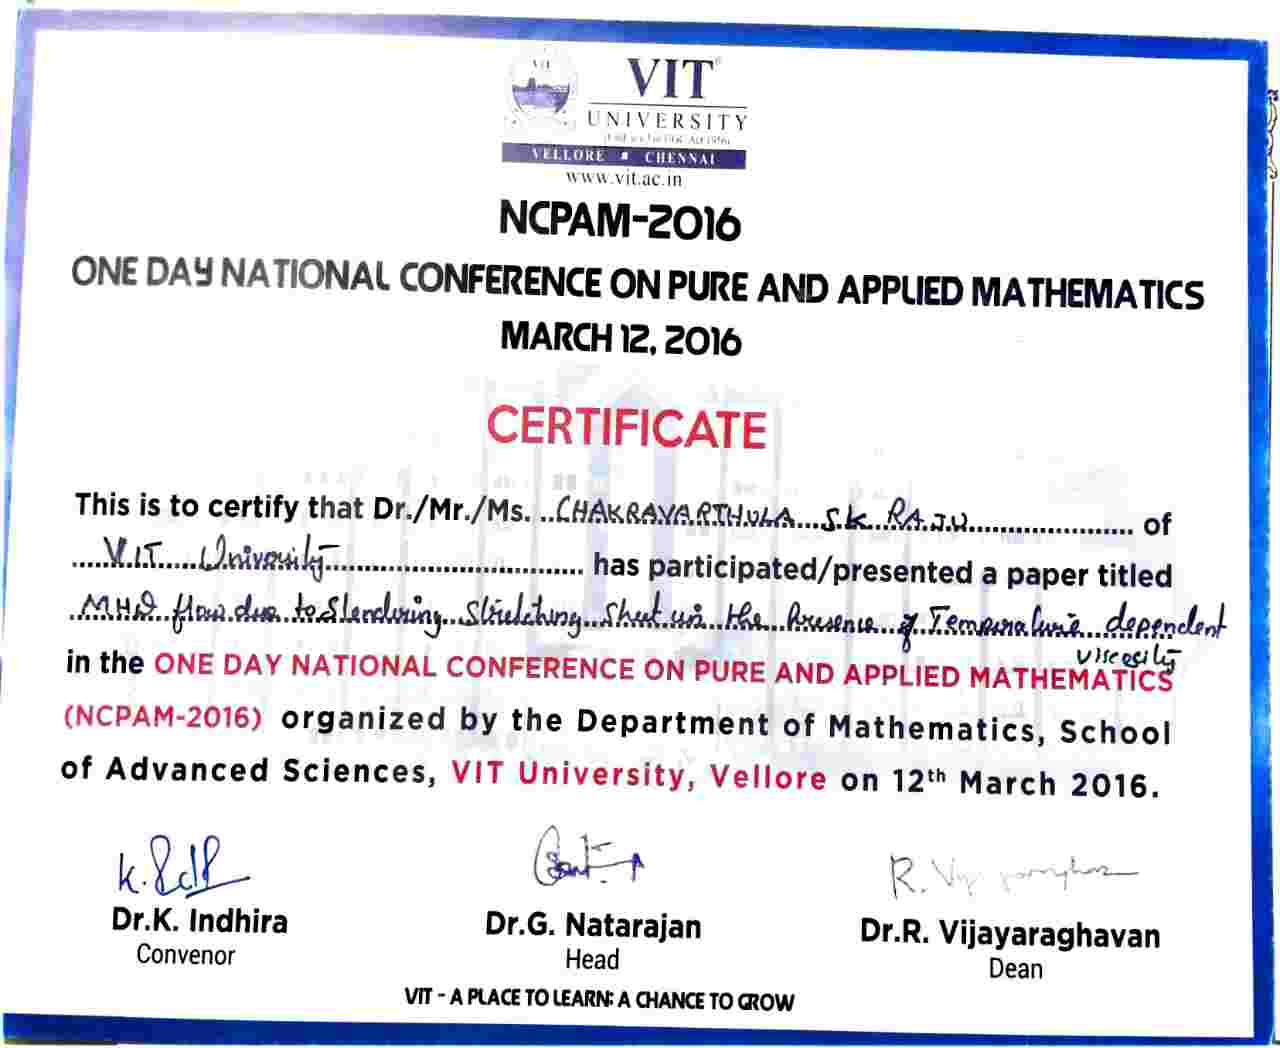 VIT
UNIVERSITY
(Estd. u/s 3 of UGC Act 1956)
VELLORE CHENNAI
www.vit.ac.in
NCPAM-2016
ONE DAY NATIONAL CONFERENCE ON PURE AND APPLIED MATHEMATICS
MARCH 12, 2016
CERTIFICATE
This is to certify that Dr./Mr./Ms. CHAKRAVARTHULA S.K RAJU of
VIT University has participated/presented a paper titled
MHD flow due to Slendering Stretching Sheet in the Presence of Temperature dependent
viscosity
in the ONE DAY NATIONAL CONFERENCE ON PURE AND APPLIED MATHEMATICS
(NCPAM-2016) organized by the Department of Mathematics, School
of Advanced Sciences, VIT University, Vellore on 12th March 2016.
Dr.K. Indhira Dr.G. Natarajan Dr.R. Vijayaraghavan
Convenor Head Dean
VIT - A PLACE TO LEARN; A CHANCE TO GROW